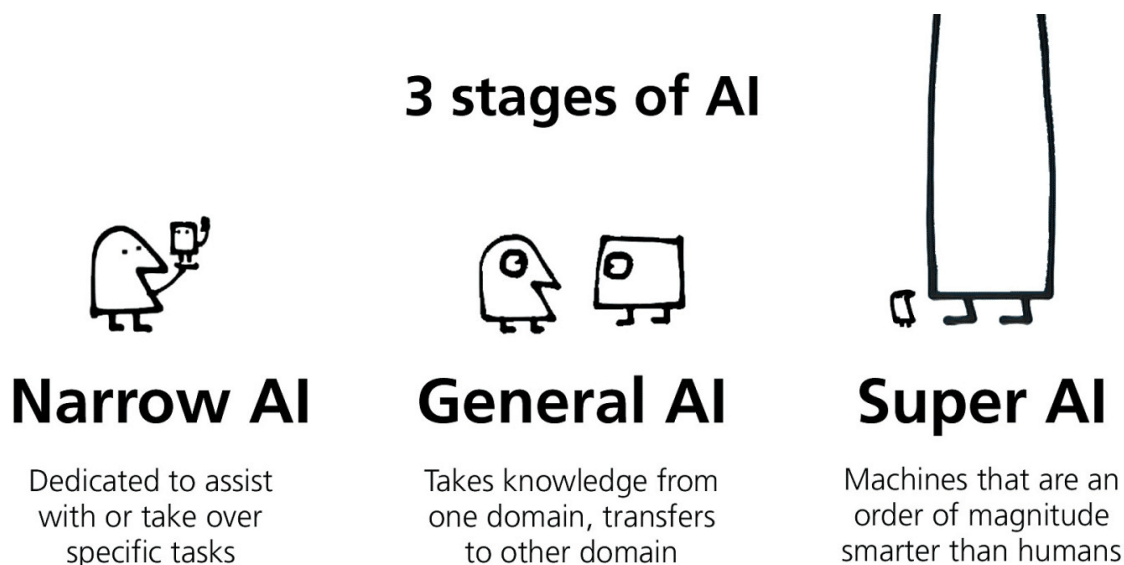 3 stages of AI
Narrow AI
Dedicated to assist
with or take over
specific tasks
General AI
Takes knowledge from
one domain, transfers
to other domain
Super AI
Machines that are an
order of magnitude
smarter than humans